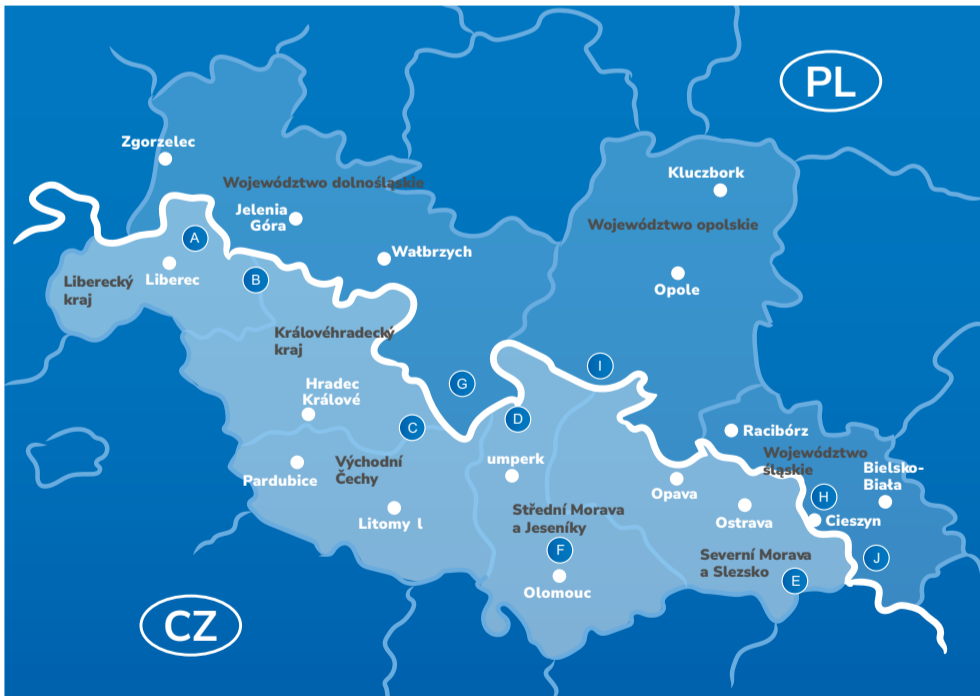 PL
Zgorzelec
Kluczbork
Województwo dolnośląskie
Jelenia
Góra
Województwo opolskie
A
Wałbrzych
Liberec
B
Liberecký
kraj
Opole
Královéhradecký
kraj
I
G
Hradec
Králové
D
C
Racibórz
umperk
Województwo
śląskie
Východní
Čechy
Bielsko-
Biała
Pardubice
Opava
H
Litomy l
Střední Morava
a Jeseníky
Ostrava
Cieszyn
F
Severní Morava
a Slezsko
J
E
Olomouc
CZ